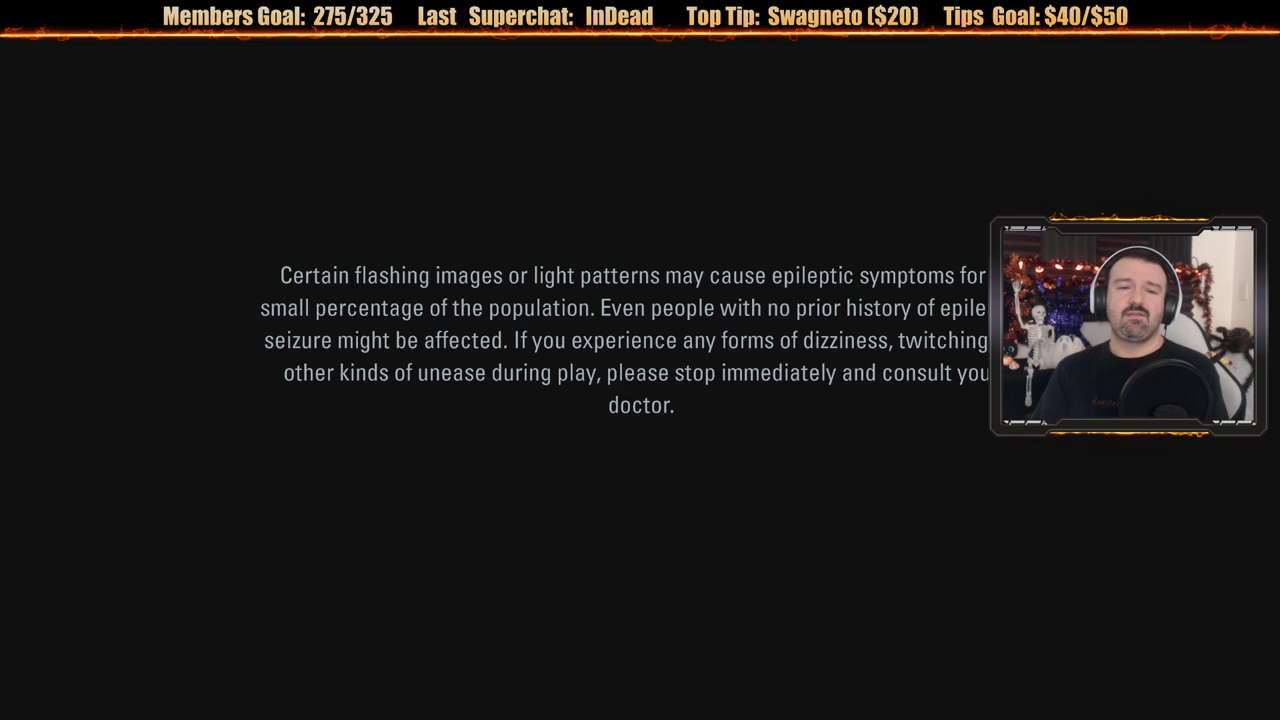 Members Goal: 275/325 Last Superchat: InDead Top Tip: Swagneto ($20) Tips Goal: $40/$50
Certain flashing images or light patterns may cause epileptic symptoms for
small percentage of the population. Even people with no prior history of epile
seizure might be affected. If you experience any forms of dizziness, twitching
other kinds of unease during play, please stop immediately and consult you
doctor.